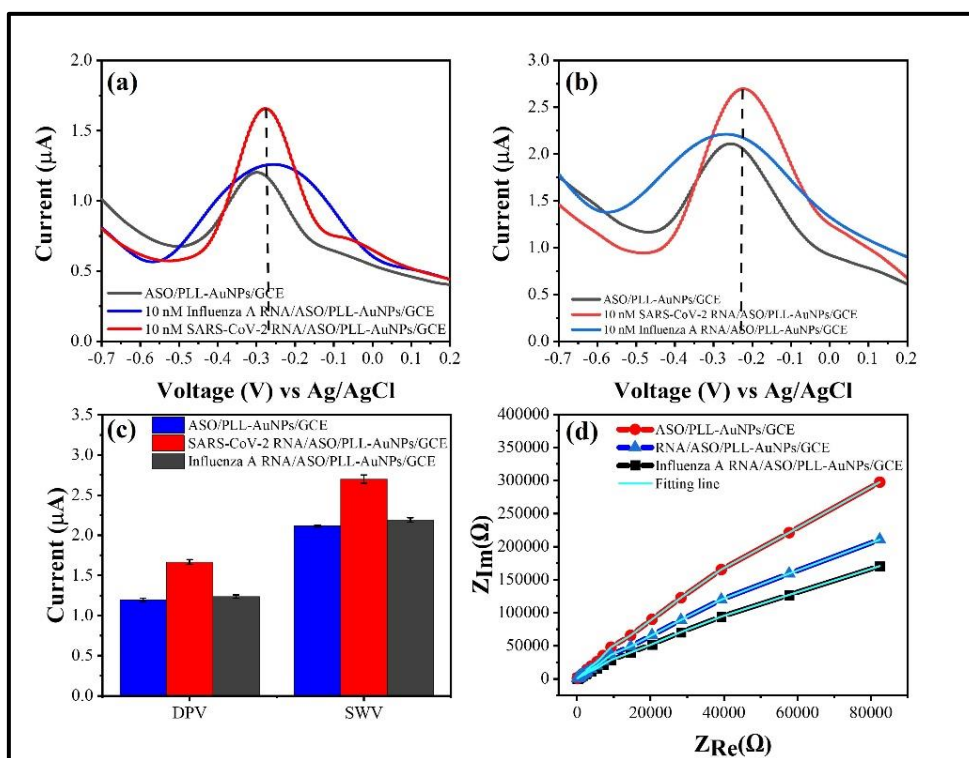 (a)
2.0
1.5
1.0
0.5
0.0
Current (μA)
ASO/PLL-AuNPs/GCE
10 nM Influenza A RNA/ASO/PLL-AuNPs/GCE
10 nM SARS-CoV-2 RNA/ASO/PLL-AuNPs/GCE
-0.7 -0.6 -0.5 -0.4 -0.3 -0.2 -0.1 0.0 0.1 0.2
Voltage (V) vs Ag/AgCl
(b)
3.0
2.5
2.0
1.5
1.0
0.5
0.0
Current (μA)
ASO/PLL-AuNPs/GCE
10 nM SARS-CoV-2 RNA/ASO/PLL-AuNPs/GCE
10 nM Influenza A RNA/ASO/PLL-AuNPs/GCE
-0.7 -0.6 -0.5 -0.4 -0.3 -0.2 -0.1 0.0 0.1 0.2
Voltage (V) vs Ag/AgCl
(c)
3.5
3.0
2.5
2.0
1.5
1.0
0.5
0.0
Current (μA)
ASO/PLL-AuNPs/GCE
SARS-CoV-2 RNA/ASO/PLL-AuNPs/GCE
Influenza A RNA/ASO/PLL-AuNPs/GCE
DPV SWV
(d)
400000
350000
300000
250000
200000
150000
100000
50000
0
ZIm(Ω)
ASO/PLL-AuNPs/GCE
RNA/ASO/PLL-AuNPs/GCE
Influenza A RNA/ASO/PLL-AuNPs/GCE
Fitting line
0 20000 40000 60000 80000
ZRe(Ω)